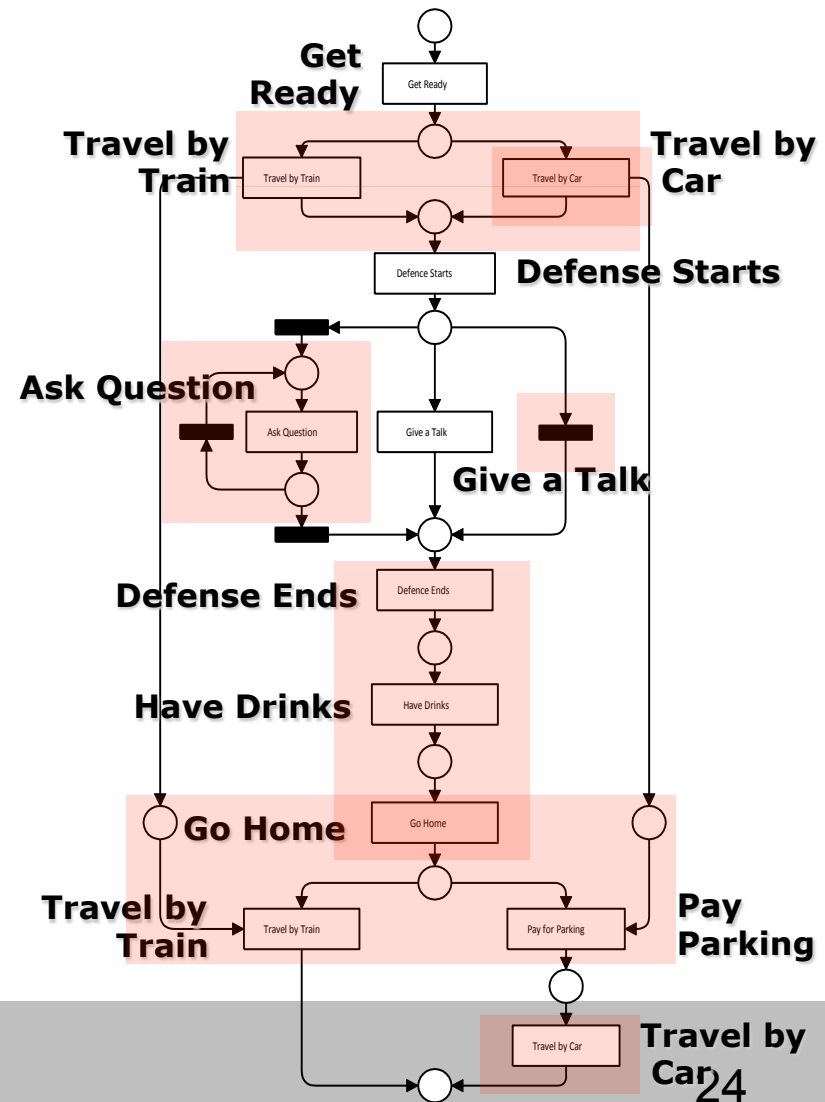 Get
Ready
Get Ready
Travel by
Train
Travel by Train
Travel by Car
Travel by
Car
Defence Starts
Defense Starts
Ask Question
Ask Question
Give a Talk
Give a Talk
Defense Ends
Defence Ends
Have Drinks
Have Drinks
Go Home
Go Home
Travel by
Train
Travel by Train
Pay for Parking
Pay
Parking
Travel by Car
Travel by
Car
24